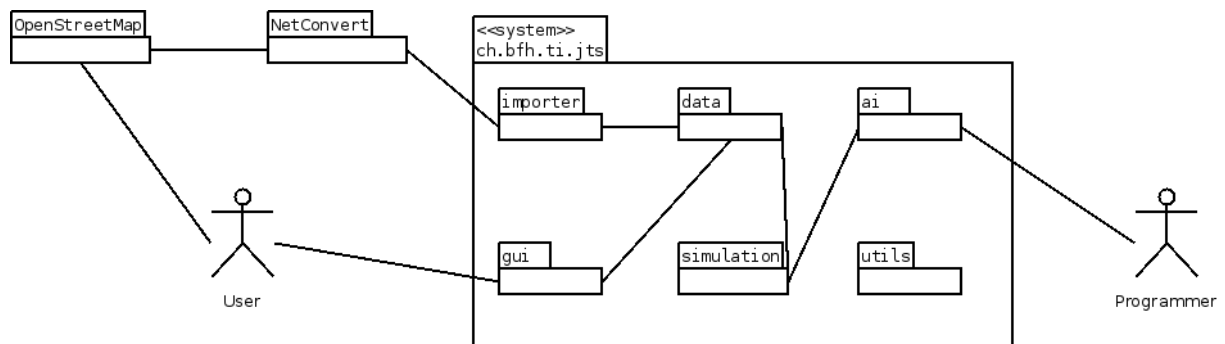 OpenStreetMap
NetConvert
<<system>>
ch.bfh.ti.jts
importer
data
ai
gui
simulation
utils
User
Programmer